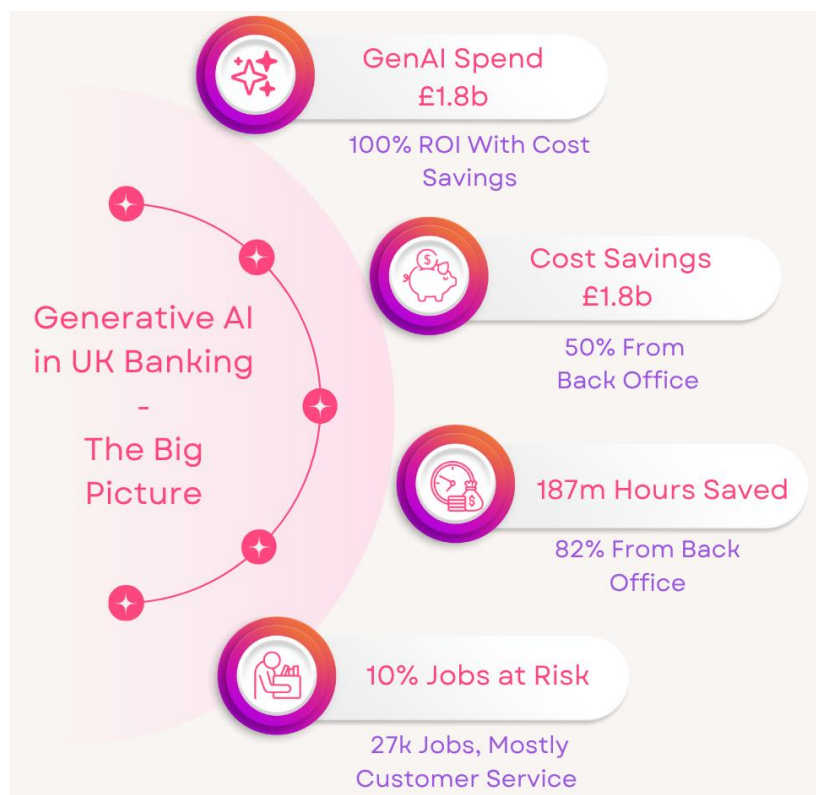 GenAI Spend
£1.8b
100% ROI With Cost
Savings
Cost Savings
£1.8b
50% From
Back Office
Generative AI
in UK Banking
-
The Big
Picture
187m Hours Saved
82% From Back
Office
10% Jobs at Risk
27k Jobs, Mostly
Customer Service